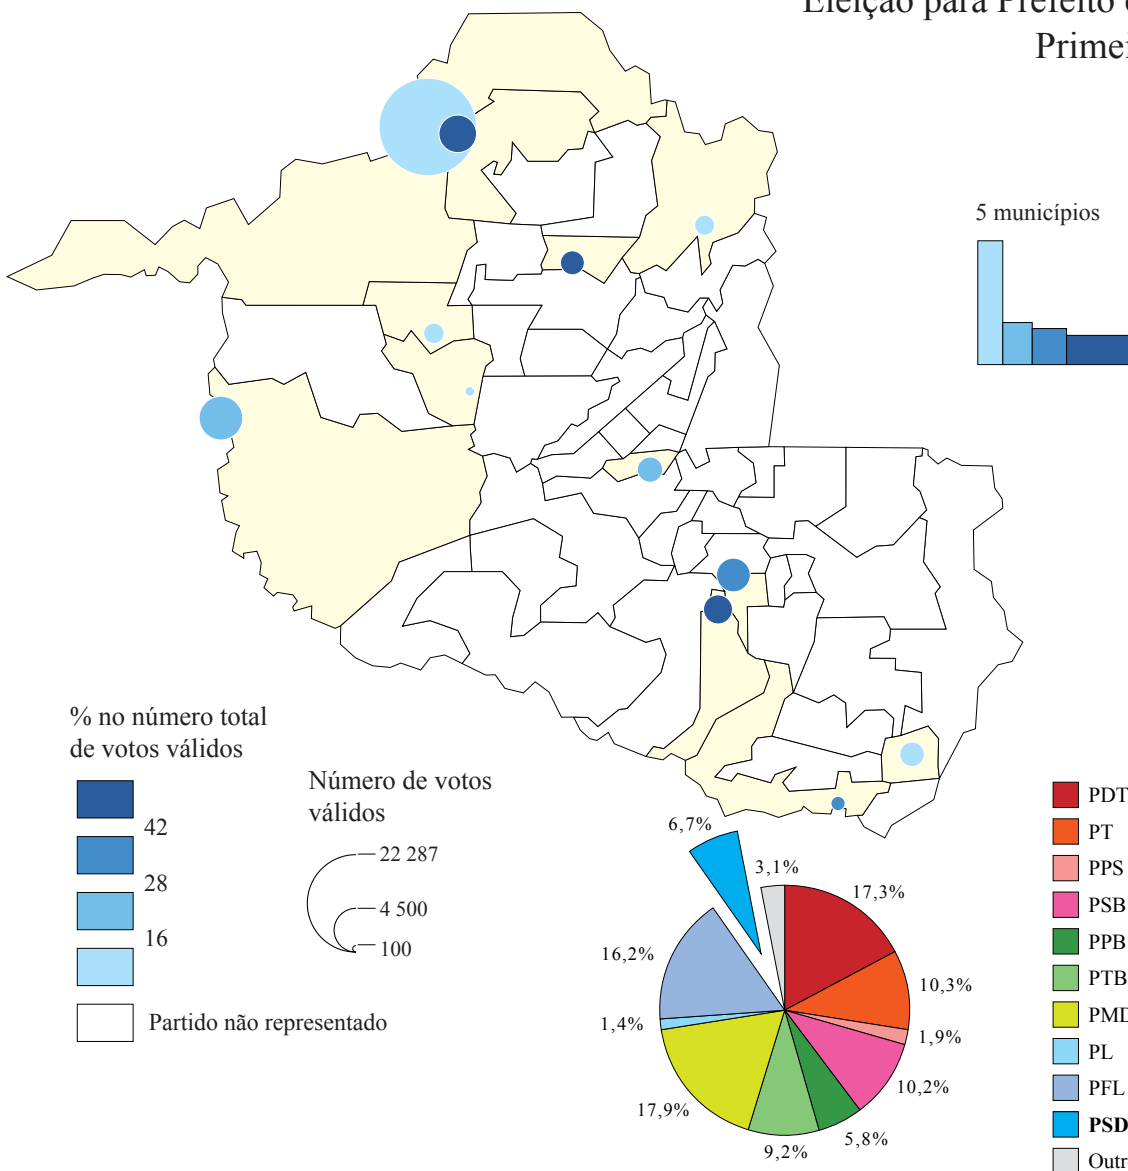 Eleição para Prefeito
Primei
5 municípios
% no número total
de votos válidos
42
28
16
Partido não representado
Número de votos
válidos
22 287
4 500
100
6,7%
3,1%
17,3%
16,2%
10,3%
1,4%
1,9%
10,2%
17,9%
5,8%
9,2%
PDT
PT
PPS
PSB
PPB
PTB
PMD
PL
PFL
PSD
Outr